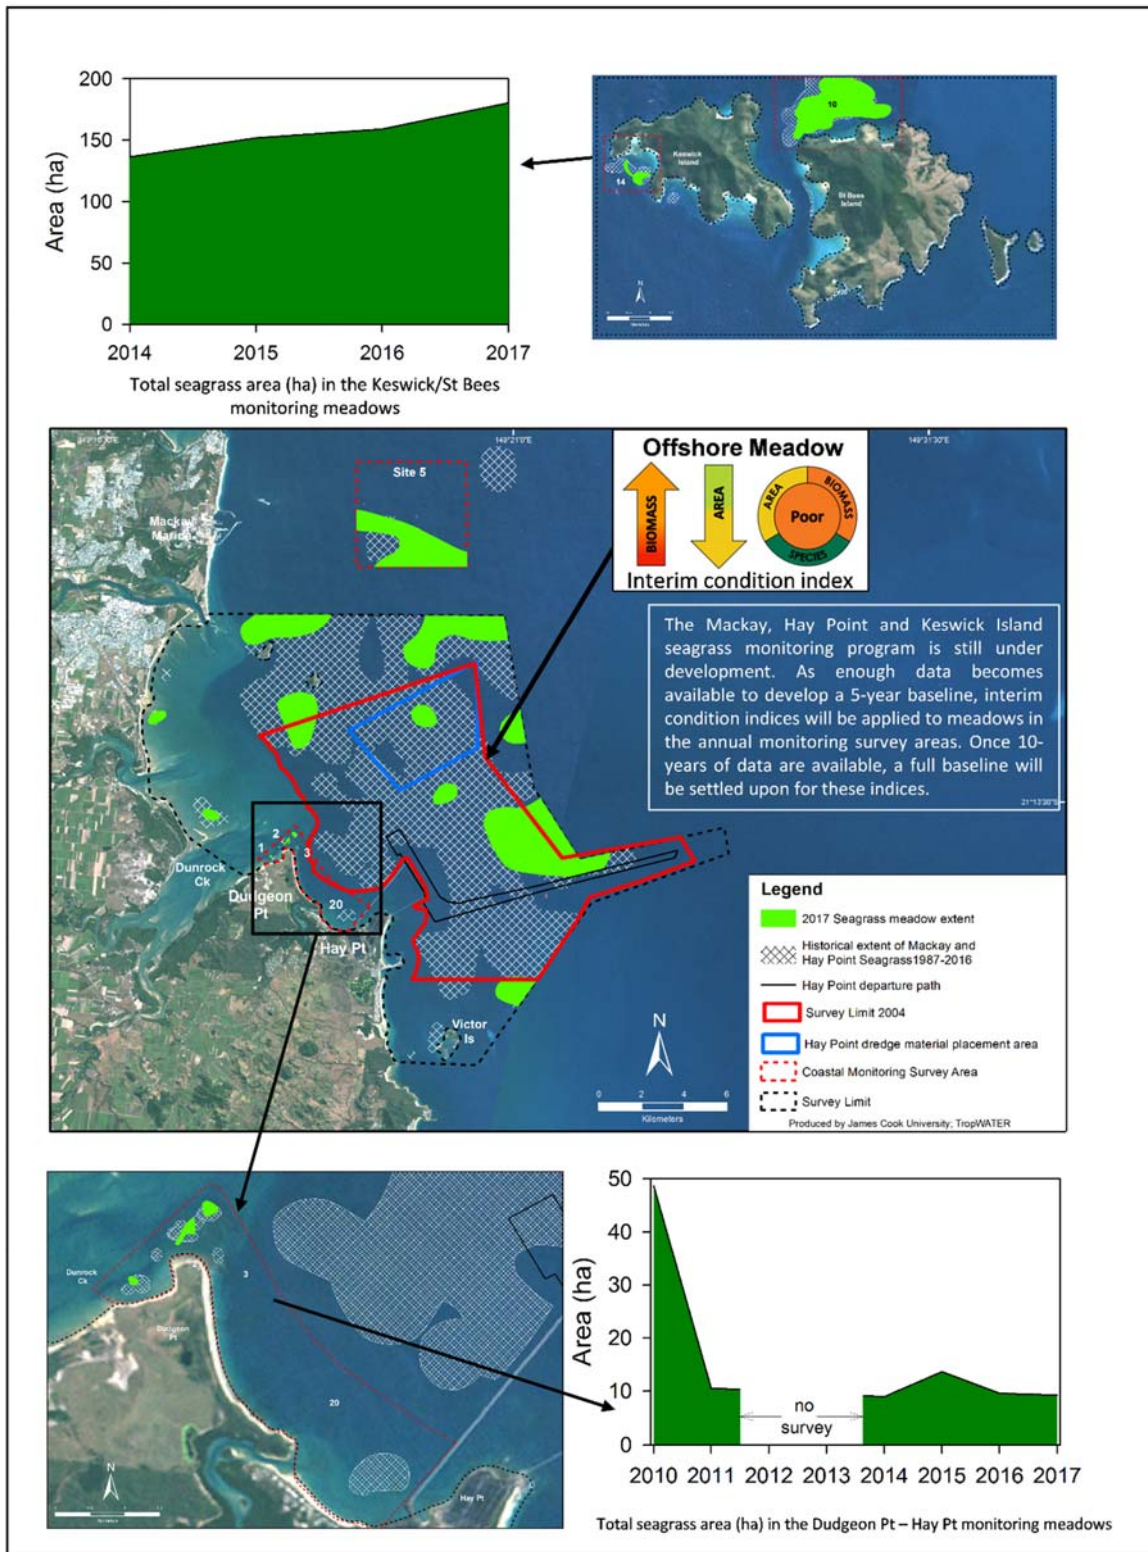 200
150
100
50
0
Area (ha)
2014 2015 2016 2017
Total seagrass area (ha) in the Keswick/St Bees
monitoring meadows
10
14
Keswick
Island
St Bees
Island
N
149°21'0"E
149°31'30"E
Site 5
Mackay
Marina
Offshore Meadow
BIOMASS
AREA
AREA
BIOMASS
SPECIES
Poor
Interim condition index
The Mackay, Hay Point and Keswick Island
seagrass monitoring program is still under
development. As enough data becomes
available to develop a 5-year baseline, interim
condition indices will be applied to meadows in
the annual monitoring survey areas. Once 10-
years of data are available, a full baseline will
be settled upon for these indices.
21°13'30"S
2
1
3
Dunrock
Ck
Dudgeon
Pt
20
Hay Pt
Victor
Is
N
0 2 4 6
Kilometers
Legend
2017 Seagrass meadow extent
Historical extent of Mackay and
Hay Point Seagrass1987-2016
Hay Point departure path
Survey Limit 2004
Hay Point dredge material placement area
Coastal Monitoring Survey Area
Survey Limit
Produced by James Cook University; TropWATER
Dunrock
Ck
3
Dudgeon
Pt
20
N
Hay Pt
50
40
30
20
10
0
Area (ha)
no
survey
2010 2011 2012 2013 2014 2015 2016 2017
Total seagrass area (ha) in the Dudgeon Pt – Hay Pt monitoring meadows